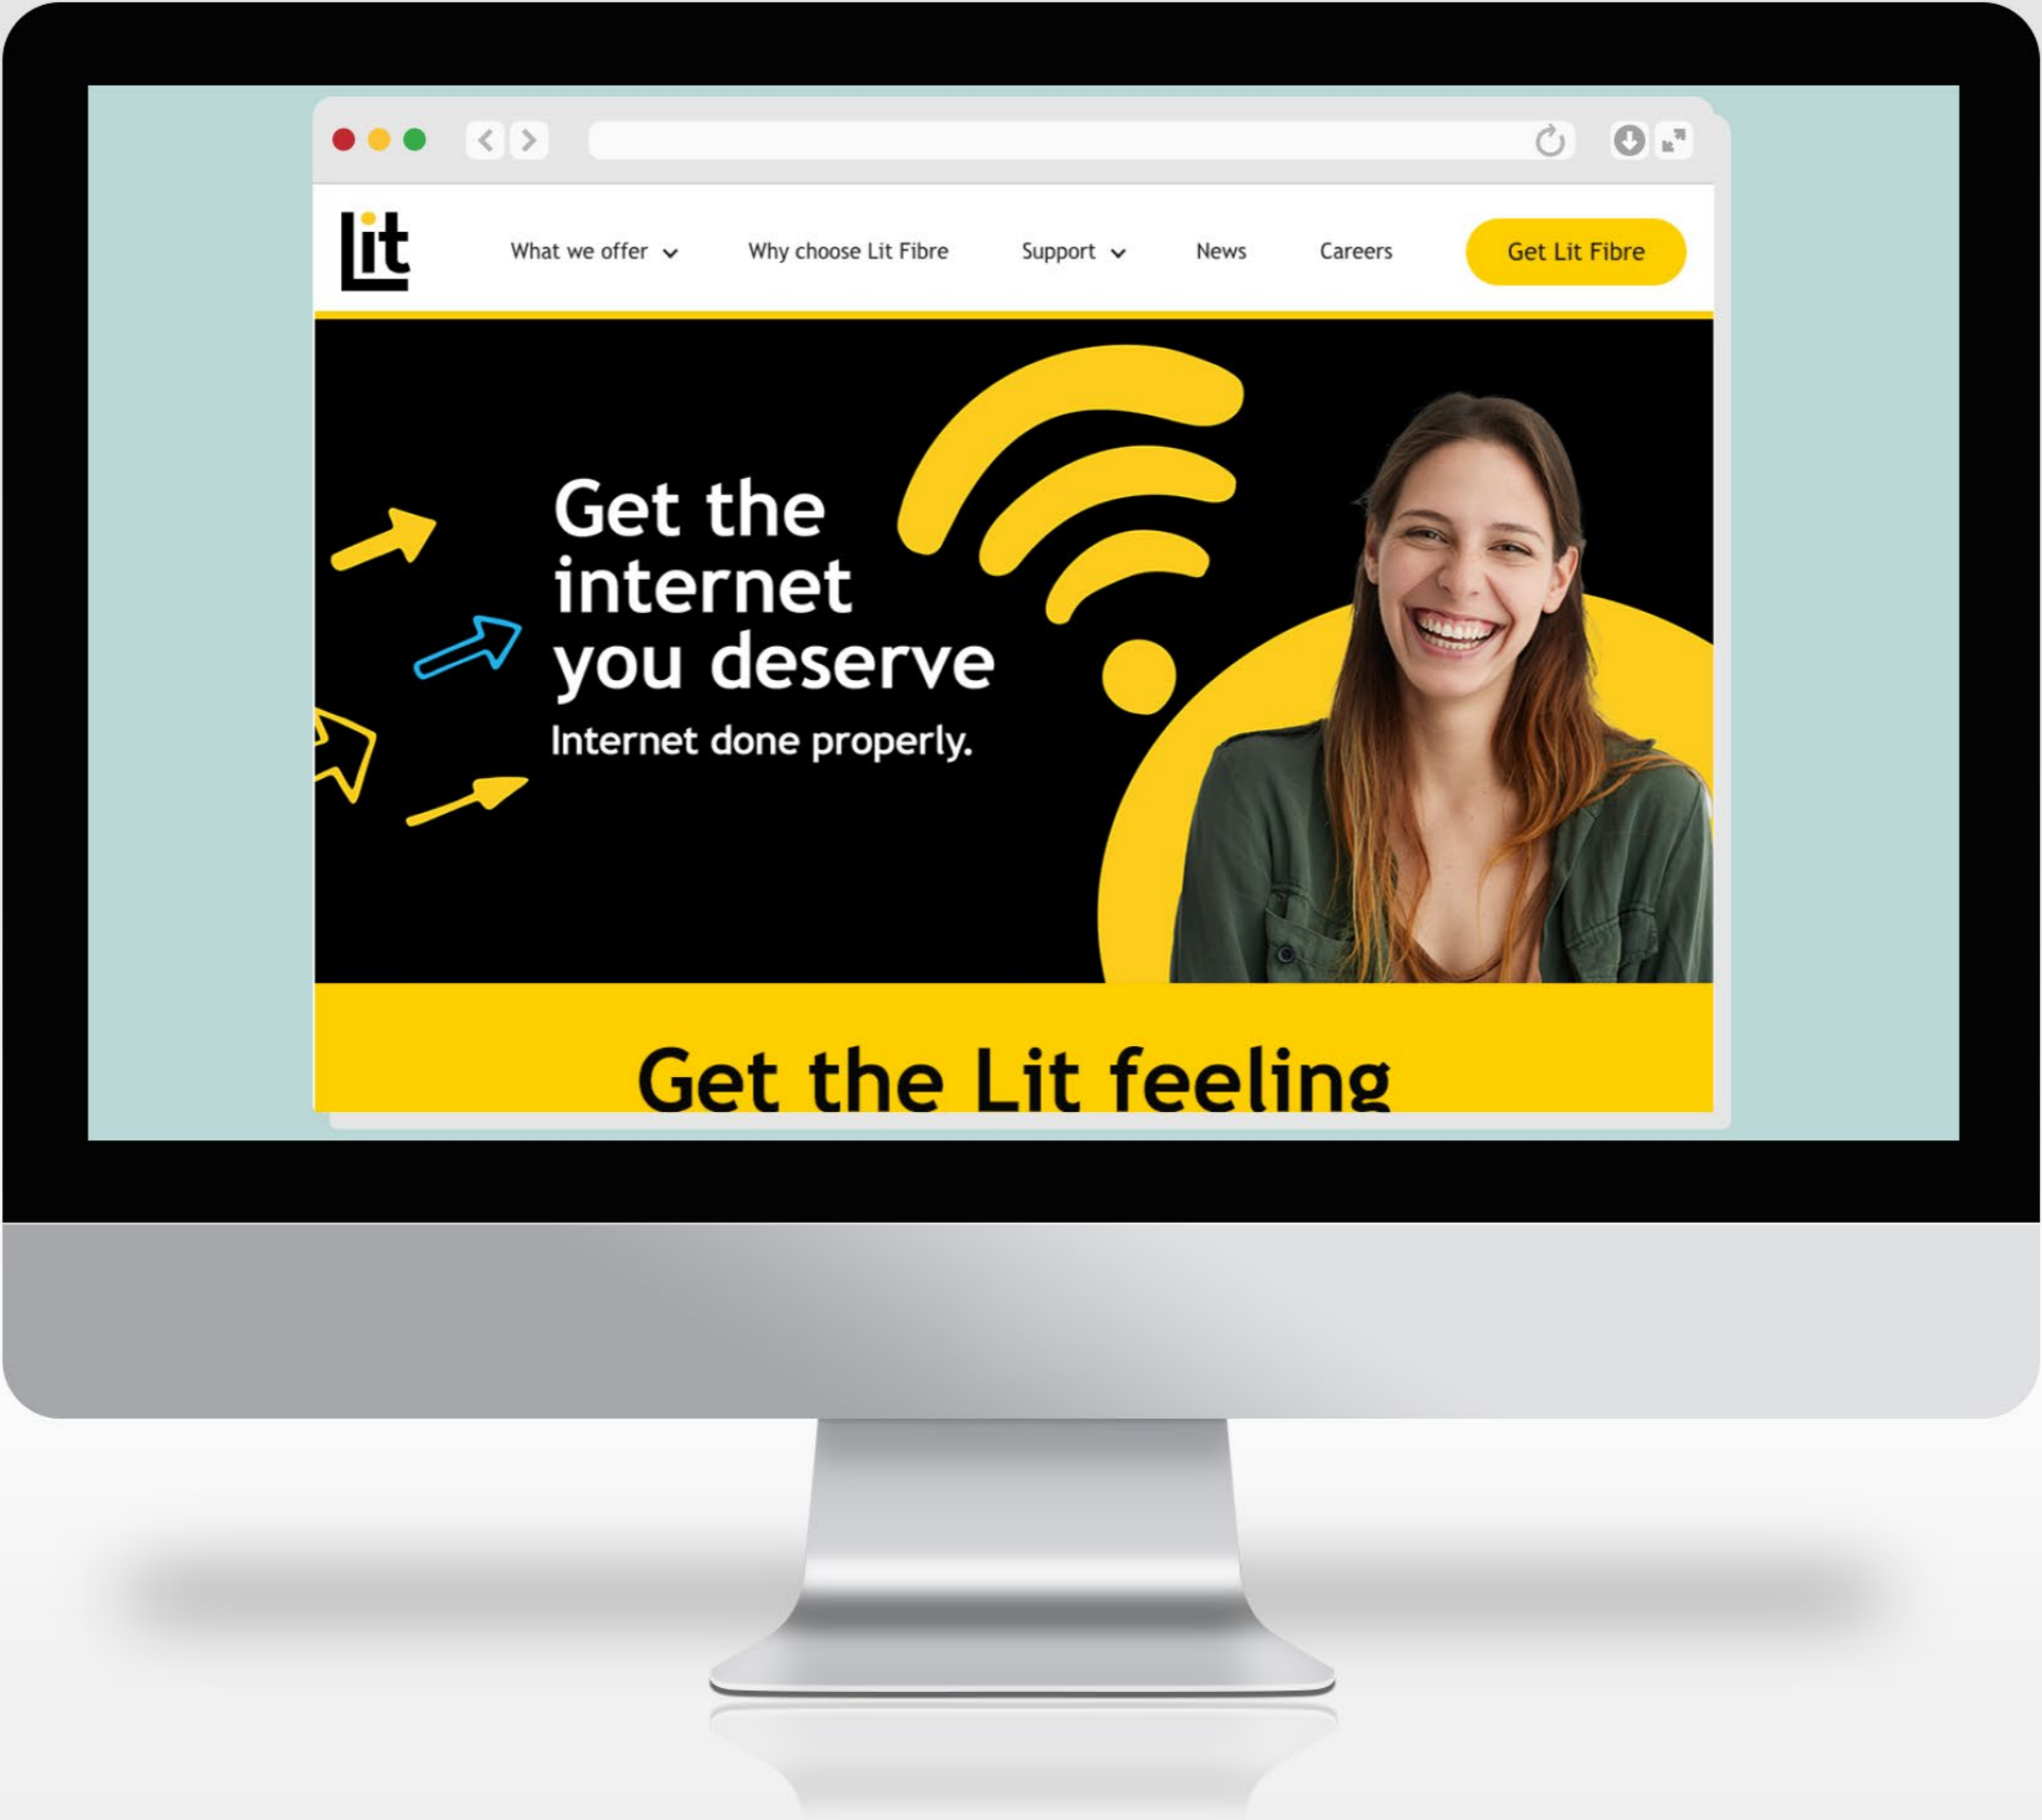 Lit
What we offer
Why choose Lit Fibre
Support
News
Careers
Get Lit Fibre
Get the
internet
you deserve
Internet done properly.
Get the Lit feeling